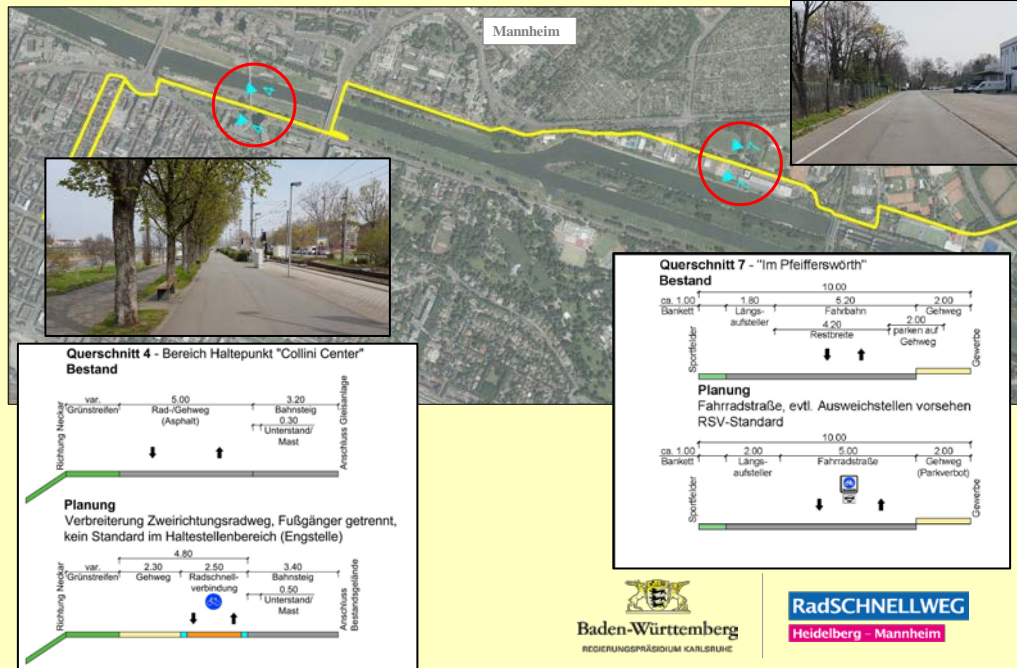 Mannheim
4
4
7
7
Querschnitt 4 - Bereich Haltepunkt "Collini Center"
Bestand
var.
5.00
3.20
Grünstreifen
Rad-/Gehweg
(Asphalt)
Bahnsteig
0.30
Unterstand/
Mast
Richtung Neckar
Anschluss Gleisanlage
Planung
Verbreiterung Zweirichtungsradweg, Fußgänger getrennt,
kein Standard im Haltestellenbereich (Engstelle)
4.80
var.
2.30
2.50
3.40
Grünstreifen
Gehweg
Radschnell-
verbindung
Bahnsteig
0.50
Unterstand/
Mast
Richtung Neckar
Anschluss
Bestandsgelände
Querschnitt 7 - "Im Pfeifferswörth"
Bestand
10.00
ca. 1.00
1.80
5.20
2.00
Bankett
Längs-
aufsteller
Fahrbahn
Gehweg
4.20
2.00
Restbreite
parken auf
Gehweg
Sportfelder
Gewerbe
Planung
Fahrradstraße, evtl. Ausweichstellen vorsehen
RSV-Standard
10.00
ca. 1.00
2.00
5.00
2.00
Bankett
Längs-
aufsteller
Fahrradstraße
Gehweg
(Parkverbot)
Sportfelder
Gewerbe
Baden-Württemberg
REGIERUNGSPRÄSIDIUM KARLSRUHE
RadSCHNELLWEG
Heidelberg – Mannheim